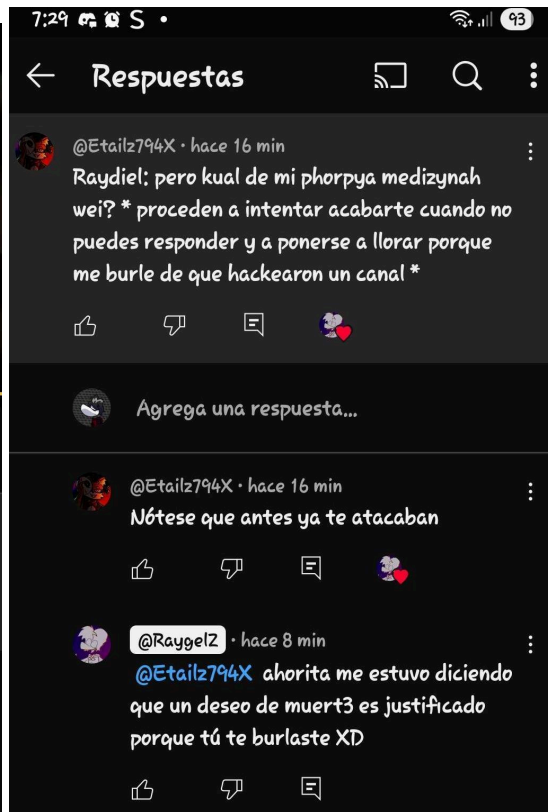 7:29 S •
93
Respuestas
@Etailz794X · hace 16 min
Raydiel: pero kual de mi phorpya medizynah
wei? * proceden a intentar acabarte cuando no
puedes responder y a ponerse a llorar porque
me burle de que hackearon un canal *
Agrega una respuesta...
@Etailz794X · hace 16 min
Nótese que antes ya te atacaban
@RaygelZ · hace 8 min
@Etailz794X ahorita me estuvo diciendo
que un deseo de muert3 es justificado
porque tú te burlaste XD